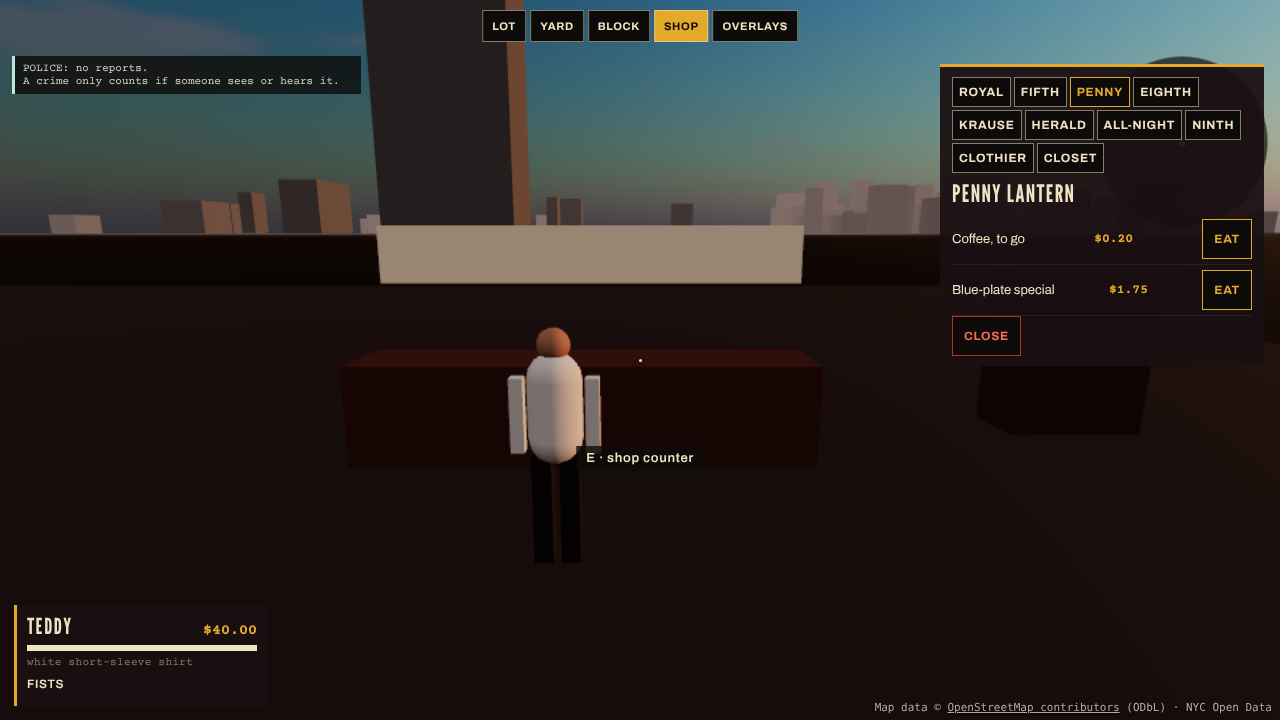 LOT YARD BLOCK SHOP OVERLAYS
POLICE: no reports.
A crime only counts if someone sees or hears it.
ROYAL FIFTH PENNY EIGHTH
KRAUSE HERALD ALL-NIGHT NINTH
CLOTHIER CLOSET
PENNY LANTERN
Coffee, to go $0.20 EAT
Blue-plate special $1.75 EAT
CLOSE
E · shop counter
TEDDY $40.00
white short-sleeve shirt
FISTS
Map data © OpenStreetMap contributors (ODbL) · NYC Open Data